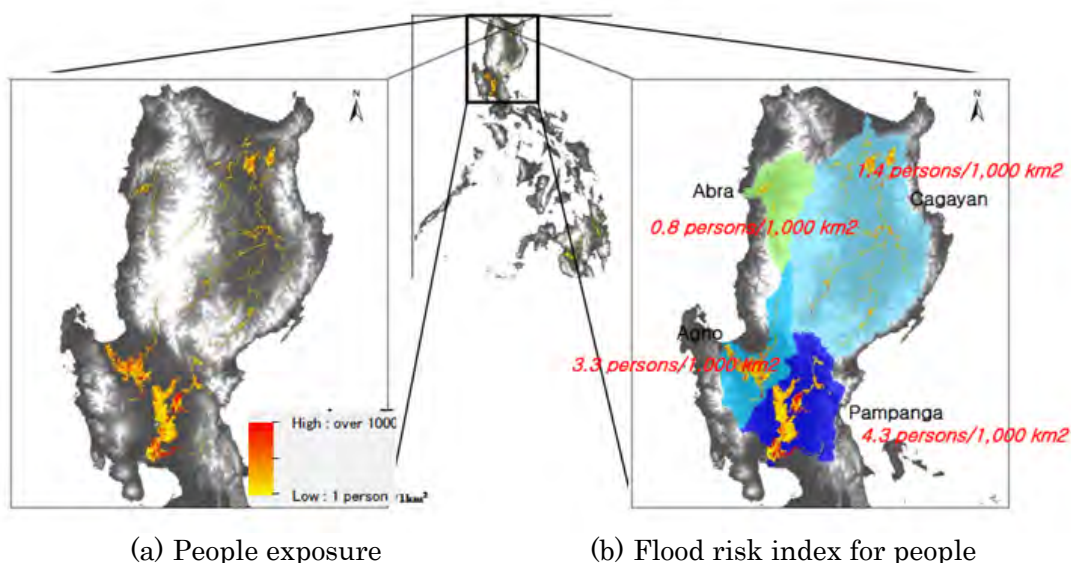 N
High : over 1000
Low : 1 person /1km²
N
Abra
0.8 persons/1,000 km2
1.4 persons/1,000 km2
Cagayan
Agno
3.3 persons/1,000 km2
Pampanga
4.3 persons/1,000 km2
(a) People exposure
(b) Flood risk index for people